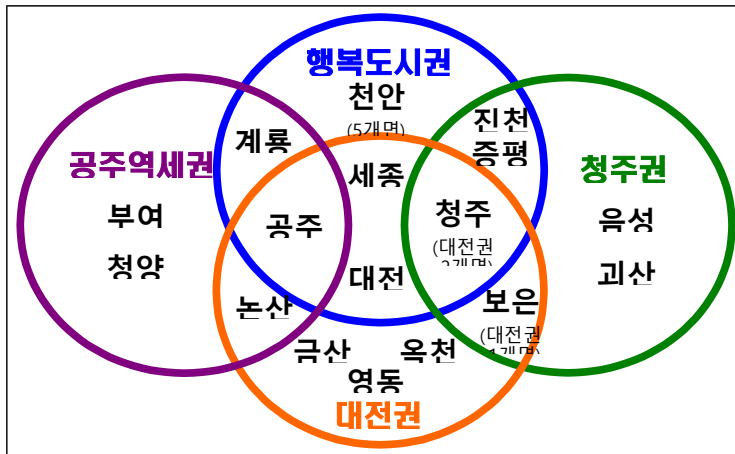 행복도시권
천안
(5개면)
계룡
진천
증평
공주역세권
세종
청주권
부여
공주
청주
(대전권
음성
청양
대전
괴산
논산
보은
(대전권
1개면)
금산
옥천
영동
대전권